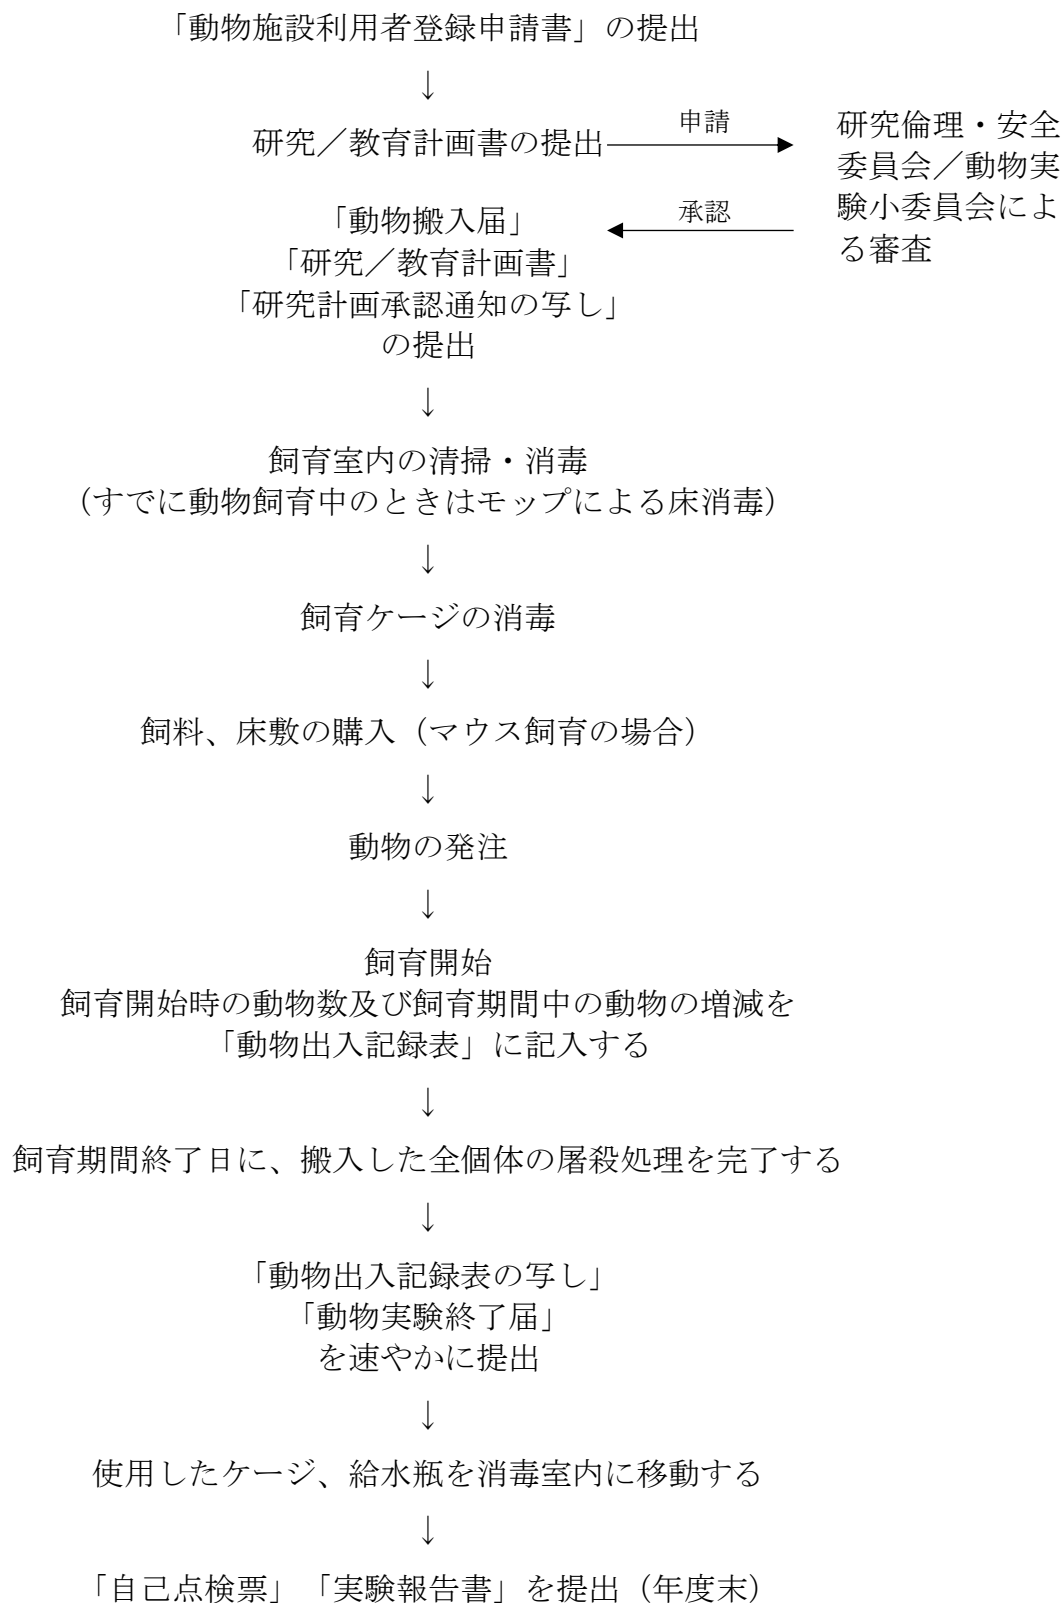 「動物施設利用者登録申請書」の提出
↓
研究／教育計画書の提出
申請
研究倫理・安全
委員会／動物実
験小委員会によ
る審査
承認
「動物搬入届」
「研究／教育計画書」
「研究計画承認通知の写し」
の提出
↓
飼育室内の清掃・消毒
（すでに動物飼育中のときはモップによる床消毒）
↓
飼育ケージの消毒
↓
飼料、床敷の購入（マウス飼育の場合）
↓
動物の発注
↓
飼育開始
飼育開始時の動物数及び飼育期間中の動物の増減を
「動物出入記録表」に記入する
↓
飼育期間終了日に、搬入した全個体の屠殺処理を完了する
↓
「動物出入記録表の写し」
「動物実験終了届」
を速やかに提出
↓
使用したケージ、給水瓶を消毒室内に移動する
↓
「自己点検票」「実験報告書」を提出（年度末）